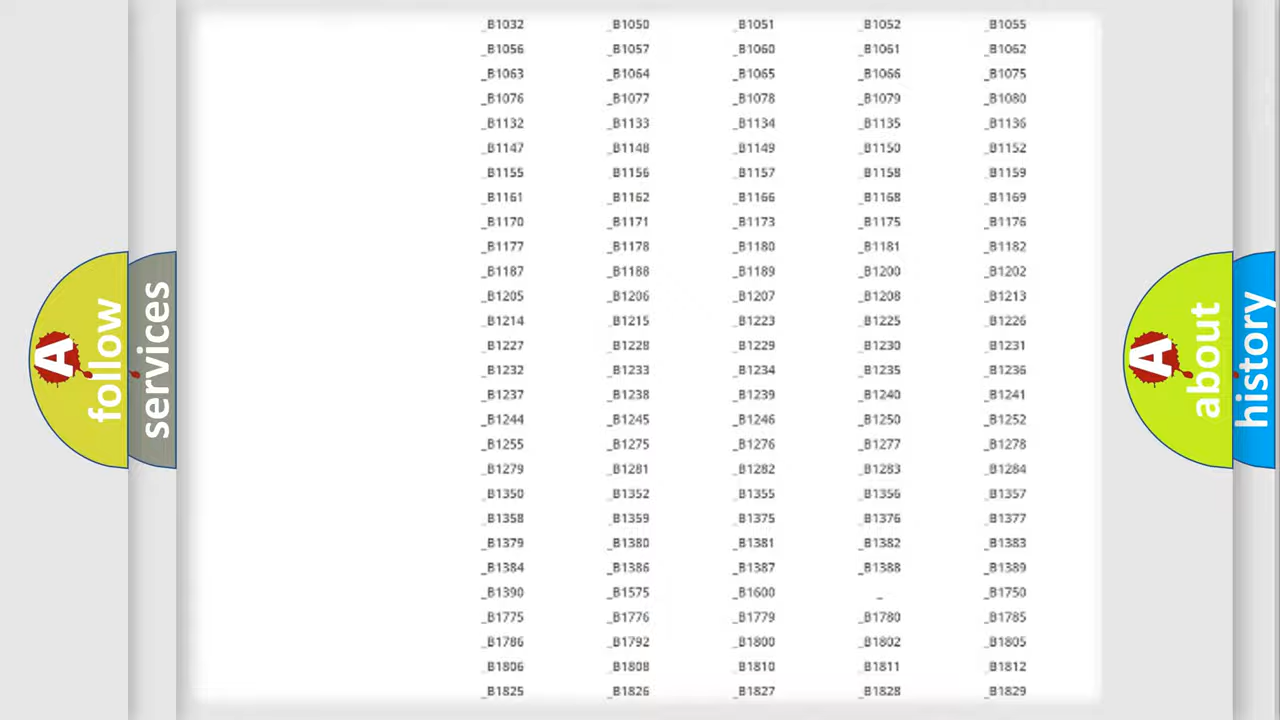 _B1032 _B1050 _B1051 _B1052 _B1055
_B1056 _B1057 _B1060 _B1061 _B1062
_B1063 _B1064 _B1065 _B1066 _B1075
_B1076 _B1077 _B1078 _B1079 _B1080
_B1132 _B1133 _B1134 _B1135 _B1136
_B1147 _B1148 _B1149 _B1150 _B1152
_B1155 _B1156 _B1157 _B1158 _B1159
_B1161 _B1162 _B1166 _B1168 _B1169
_B1170 _B1171 _B1173 _B1175 _B1176
_B1177 _B1178 _B1180 _B1181 _B1182
_B1187 _B1188 _B1189 _B1200 _B1202
_B1205 _B1206 _B1207 _B1208 _B1213
_B1214 _B1215 _B1223 _B1225 _B1226
_B1227 _B1228 _B1229 _B1230 _B1231
_B1232 _B1233 _B1234 _B1235 _B1236
_B1237 _B1238 _B1239 _B1240 _B1241
_B1244 _B1245 _B1246 _B1250 _B1252
_B1255 _B1275 _B1276 _B1277 _B1278
_B1279 _B1281 _B1282 _B1283 _B1284
_B1350 _B1352 _B1355 _B1356 _B1357
_B1358 _B1359 _B1375 _B1376 _B1377
_B1379 _B1380 _B1381 _B1382 _B1383
_B1384 _B1386 _B1387 _B1388 _B1389
_B1390 _B1575 _B1600 _ _B1750
_B1775 _B1776 _B1779 _B1780 _B1785
_B1786 _B1792 _B1800 _B1802 _B1805
_B1806 _B1808 _B1810 _B1811 _B1812
_B1825 _B1826 _B1827 _B1828 _B1829
A
follow
services
A
about
history